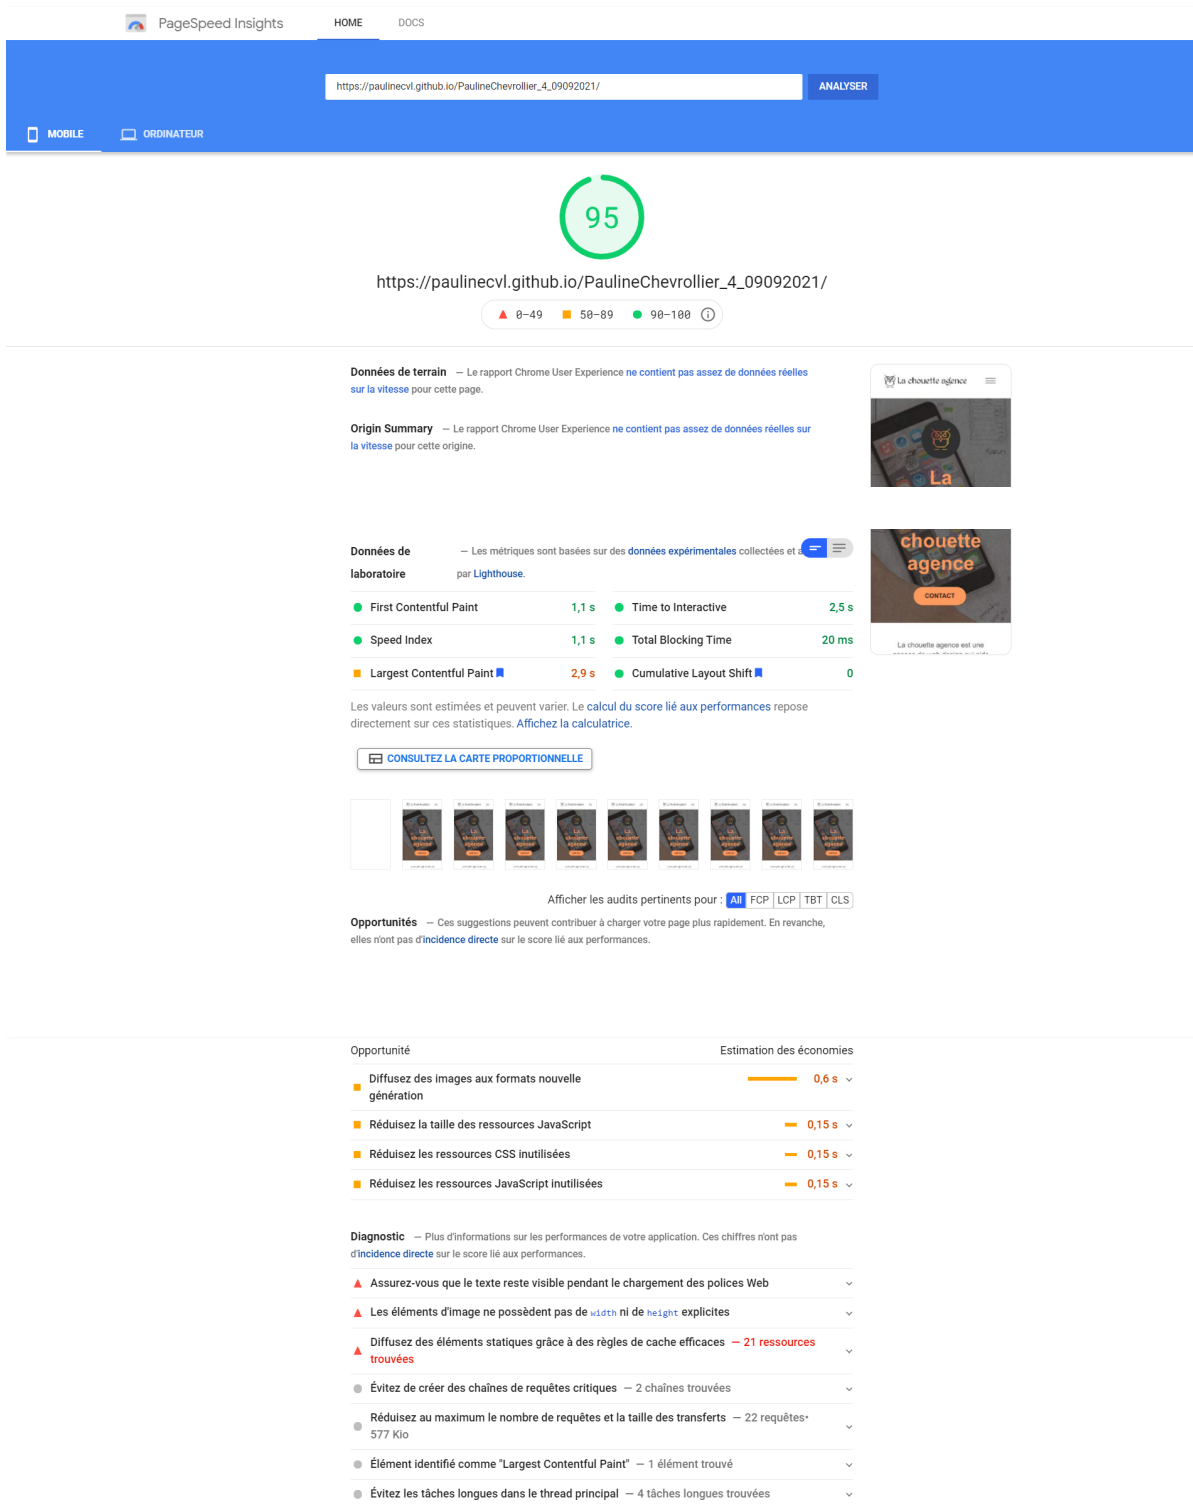 PageSpeed Insights
HOME
DOCS
https://paulinecvl.github.io/PaulineChevrollier_4_09092021/
ANALYSER
MOBILE
ORDINATEUR
95
https://paulinecvl.github.io/PaulineChevrollier_4_09092021/
0–49 50–89 90–100
Données de terrain — Le rapport Chrome User Experience ne contient pas assez de données réelles
sur la vitesse pour cette page.
Origin Summary — Le rapport Chrome User Experience ne contient pas assez de données réelles sur
la vitesse pour cette origine.
La chouette agence
La
chouette
agence
CONTACT
La chouette agence est une
Données de
laboratoire
— Les métriques sont basées sur des données expérimentales collectées et a
par Lighthouse.
First Contentful Paint 1,1 s
Time to Interactive 2,5 s
Speed Index 1,1 s
Total Blocking Time 20 ms
Largest Contentful Paint 2,9 s
Cumulative Layout Shift 0
Les valeurs sont estimées et peuvent varier. Le calcul du score lié aux performances repose
directement sur ces statistiques. Affichez la calculatrice.
CONSULTEZ LA CARTE PROPORTIONNELLE
Afficher les audits pertinents pour : All FCP LCP TBT CLS
Opportunités — Ces suggestions peuvent contribuer à charger votre page plus rapidement. En revanche,
elles n'ont pas d'incidence directe sur le score lié aux performances.
Opportunité Estimation des économies
Diffusez des images aux formats nouvelle
génération
0,6 s
Réduisez la taille des ressources JavaScript 0,15 s
Réduisez les ressources CSS inutilisées 0,15 s
Réduisez les ressources JavaScript inutilisées 0,15 s
Diagnostic — Plus d'informations sur les performances de votre application. Ces chiffres n'ont pas
d'incidence directe sur le score lié aux performances.
Assurez-vous que le texte reste visible pendant le chargement des polices Web
Les éléments d'image ne possèdent pas de width ni de height explicites
Diffusez des éléments statiques grâce à des règles de cache efficaces — 21 ressources
trouvées
Évitez de créer des chaînes de requêtes critiques — 2 chaînes trouvées
Réduisez au maximum le nombre de requêtes et la taille des transferts — 22 requêtes•
577 Kio
Élément identifié comme "Largest Contentful Paint" — 1 élément trouvé
Évitez les tâches longues dans le thread principal — 4 tâches longues trouvées